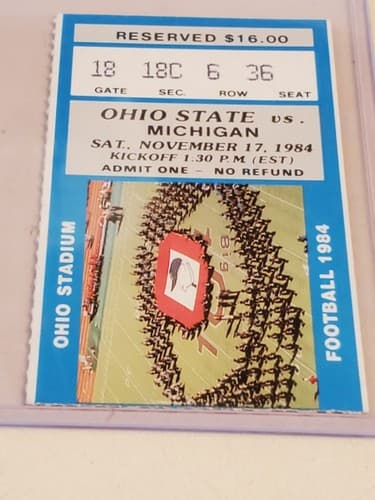 RESERVED $16.00
18 18C 6 36
GATE SEC. ROW SEAT
OHIO STATE vs.
MICHIGAN
SAT., NOVEMBER 17, 1984
KICKOFF 1:30 P.M. (EST)
ADMIT ONE - NO REFUND
OHIO STADIUM
FOOTBALL 1984